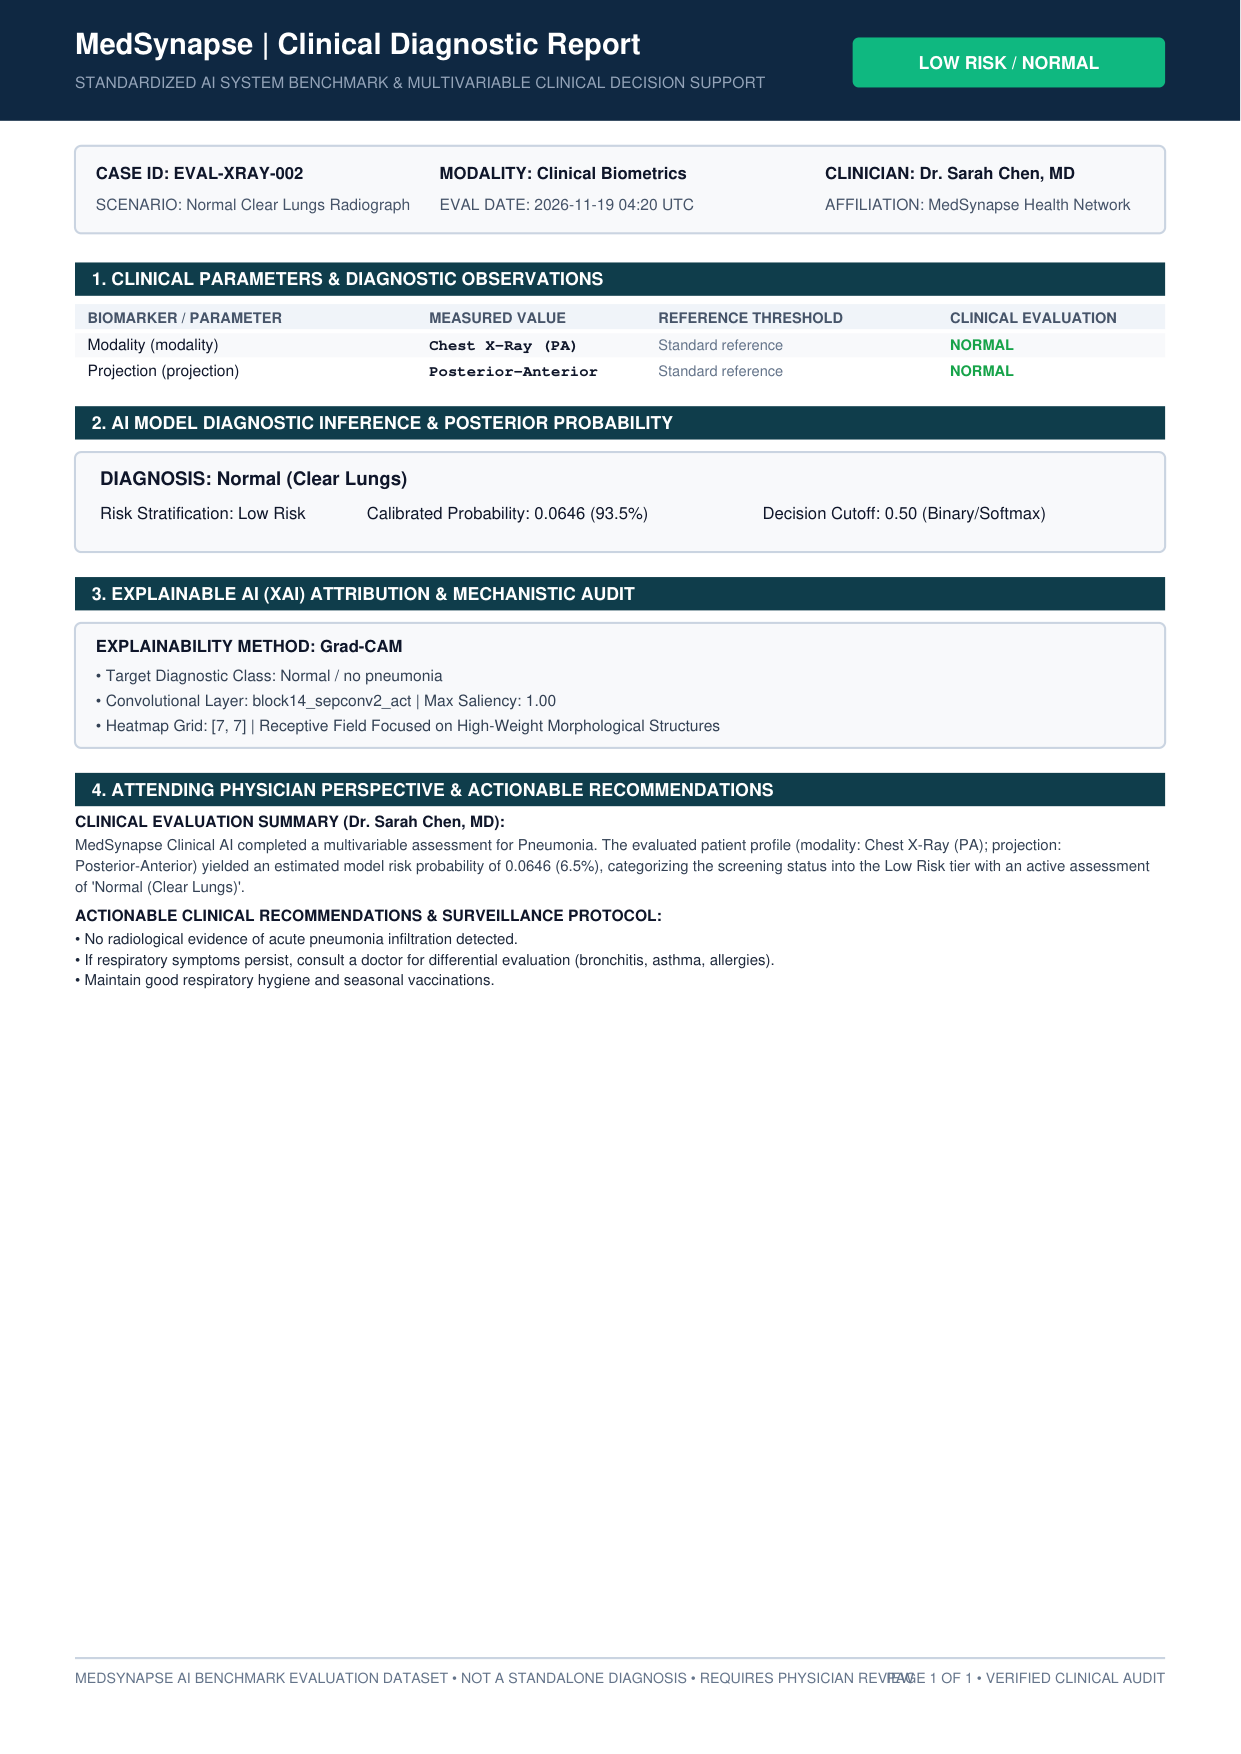 MedSynapse | Clinical Diagnostic Report
STANDARDIZED AI SYSTEM BENCHMARK & MULTIVARIABLE CLINICAL DECISION SUPPORT
LOW RISK / NORMAL
CASE ID: EVAL-XRAY-002 MODALITY: Clinical Biometrics CLINICIAN: Dr. Sarah Chen, MD
SCENARIO: Normal Clear Lungs Radiograph EVAL DATE: 2026-11-19 04:20 UTC AFFILIATION: MedSynapse Health Network
1. CLINICAL PARAMETERS & DIAGNOSTIC OBSERVATIONS
BIOMARKER / PARAMETER MEASURED VALUE REFERENCE THRESHOLD CLINICAL EVALUATION
Modality (modality) Chest X-Ray (PA) Standard reference NORMAL
Projection (projection) Posterior-Anterior Standard reference NORMAL
2. AI MODEL DIAGNOSTIC INFERENCE & POSTERIOR PROBABILITY
DIAGNOSIS: Normal (Clear Lungs)
Risk Stratification: Low Risk Calibrated Probability: 0.0646 (93.5%) Decision Cutoff: 0.50 (Binary/Softmax)
3. EXPLAINABLE AI (XAI) ATTRIBUTION & MECHANISTIC AUDIT
EXPLAINABILITY METHOD: Grad-CAM
• Target Diagnostic Class: Normal / no pneumonia
• Convolutional Layer: block14_sepconv2_act | Max Saliency: 1.00
• Heatmap Grid: [7, 7] | Receptive Field Focused on High-Weight Morphological Structures
4. ATTENDING PHYSICIAN PERSPECTIVE & ACTIONABLE RECOMMENDATIONS
CLINICAL EVALUATION SUMMARY (Dr. Sarah Chen, MD):
MedSynapse Clinical AI completed a multivariable assessment for Pneumonia. The evaluated patient profile (modality: Chest X-Ray (PA); projection:
Posterior-Anterior) yielded an estimated model risk probability of 0.0646 (6.5%), categorizing the screening status into the Low Risk tier with an active assessment
of 'Normal (Clear Lungs)'.
ACTIONABLE CLINICAL RECOMMENDATIONS & SURVEILLANCE PROTOCOL:
• No radiological evidence of acute pneumonia infiltration detected.
• If respiratory symptoms persist, consult a doctor for differential evaluation (bronchitis, asthma, allergies).
• Maintain good respiratory hygiene and seasonal vaccinations.
MEDSYNAPSE AI BENCHMARK EVALUATION DATASET • NOT A STANDALONE DIAGNOSIS • REQUIRES PHYSICIAN REVIEW PAGE 1 OF 1 • VERIFIED CLINICAL AUDIT